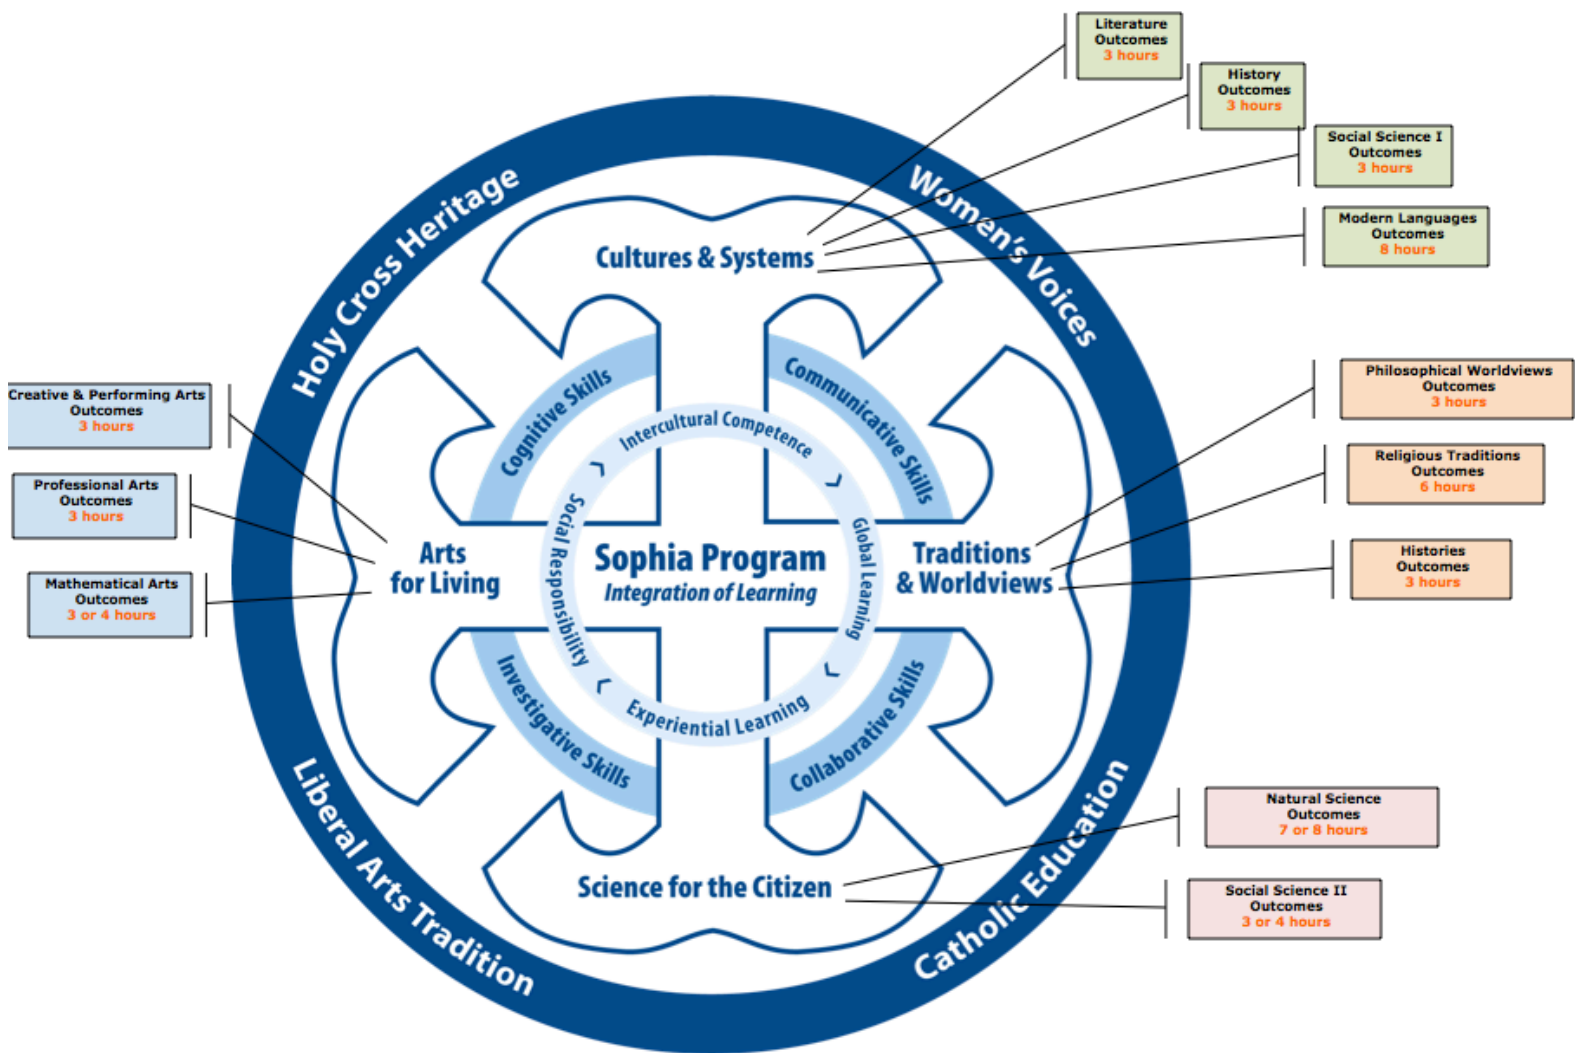 Literature
Outcomes
3 hours
History
Outcomes
3 hours
Social Science I
Outcomes
3 hours
Modern Languages
Outcomes
8 hours
Holy Cross Heritage
Women's Voices
Cultures & Systems
Cognitive Skills
Communicative Skills
Intercultural Competence
Creative & Performing Arts
Outcomes
3 hours
Professional Arts
Outcomes
3 hours
Mathematical Arts
Outcomes
3 or 4 hours
Philosophical Worldviews
Outcomes
3 hours
Religious Traditions
Outcomes
6 hours
Histories
Outcomes
3 hours
Arts
for Living
Social Responsibility
Sophia Program
Integration of Learning
Global Learning
Traditions
& Worldviews
Investigative Skills
Experiential Learning
Collaborative Skills
Science for the Citizen
Natural Science
Outcomes
7 or 8 hours
Social Science II
Outcomes
3 or 4 hours
Liberal Arts Tradition
Catholic Education